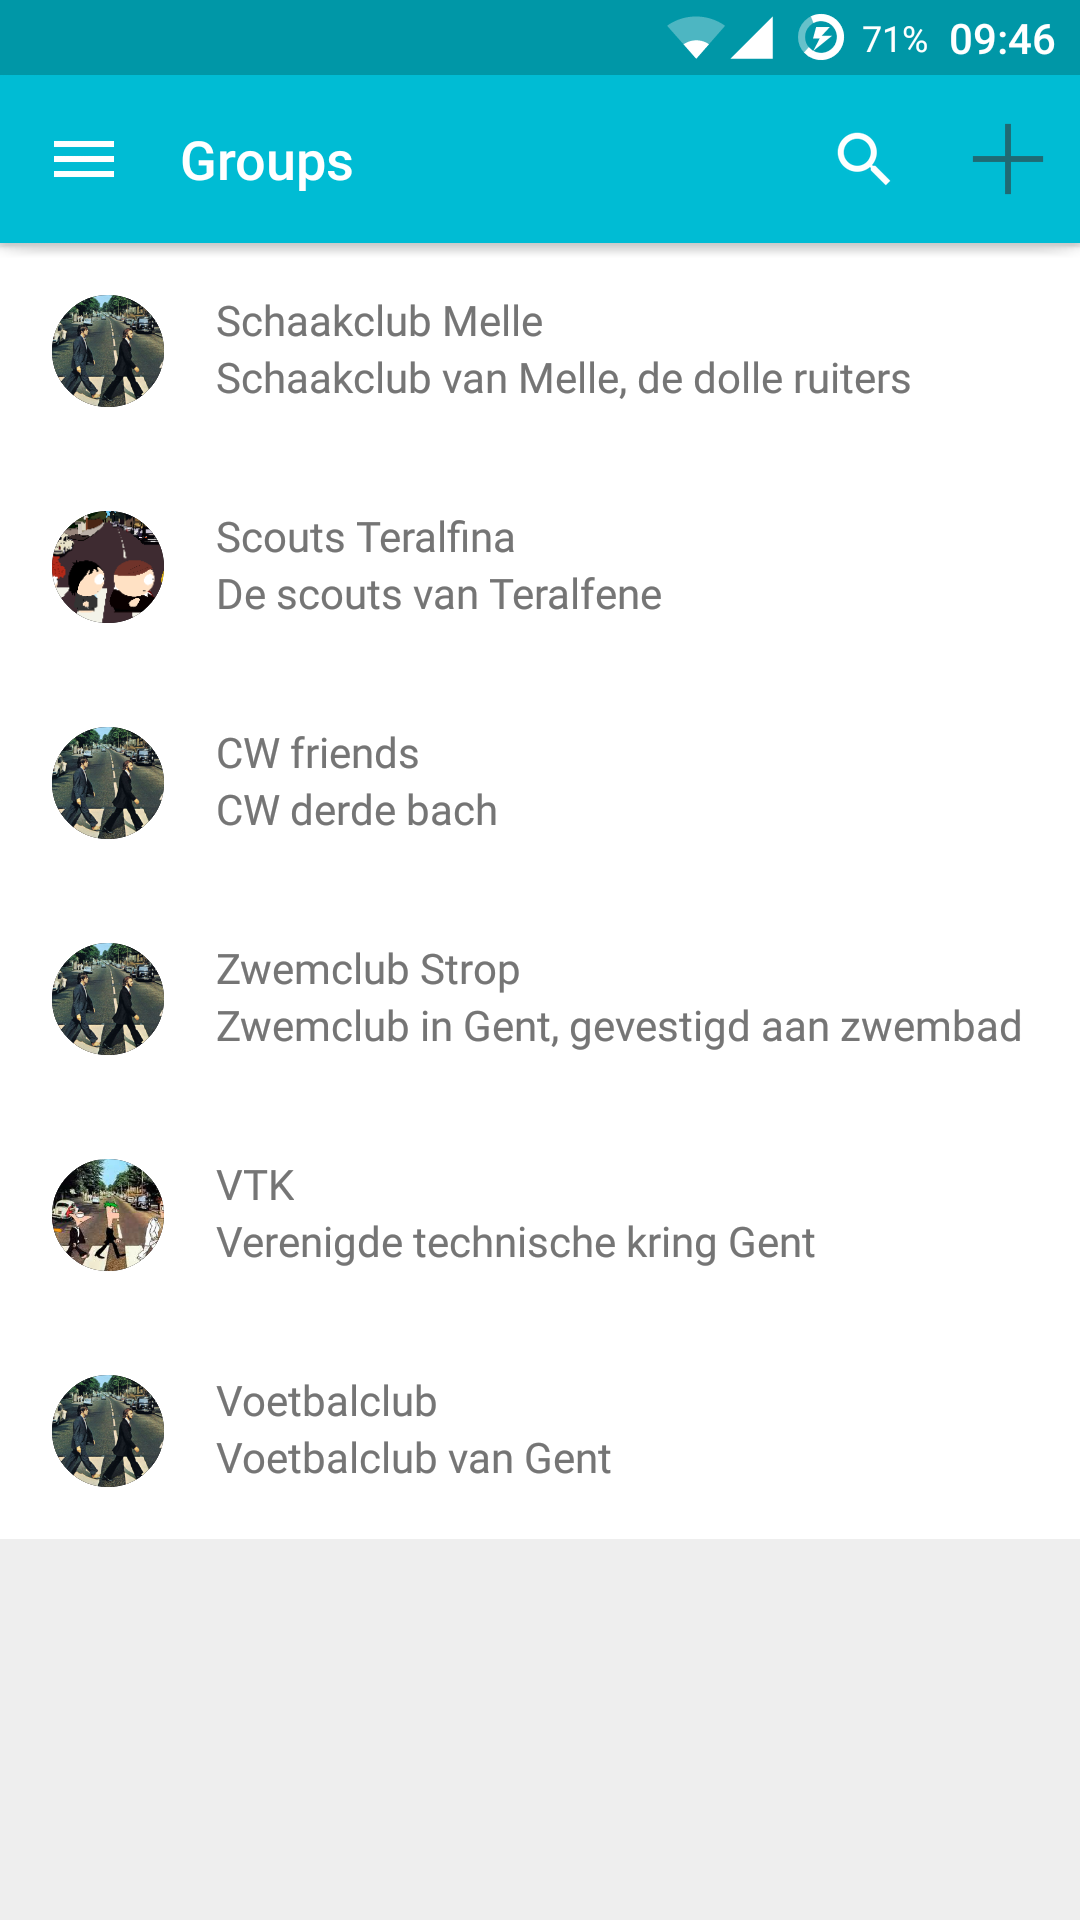 71% 09:46
Groups
Schaakclub Melle
Schaakclub van Melle, de dolle ruiters
Scouts Teralfina
De scouts van Teralfene
CW friends
CW derde bach
Zwemclub Strop
Zwemclub in Gent, gevestigd aan zwembad
VTK
Verenigde technische kring Gent
Voetbalclub
Voetbalclub van Gent